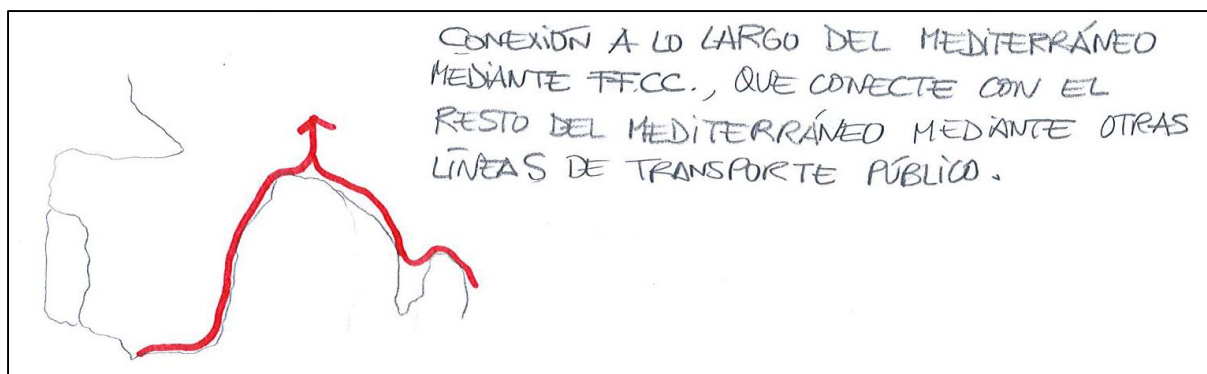 CONEXIÓN A LO LARGO DEL MEDITERRÁNEO
MEDIANTE FF.CC., QUE CONECTE CON EL
RESTO DEL MEDITERRÁNEO MEDIANTE OTRAS
LÍNEAS DE TRANSPORTE PÚBLICO.